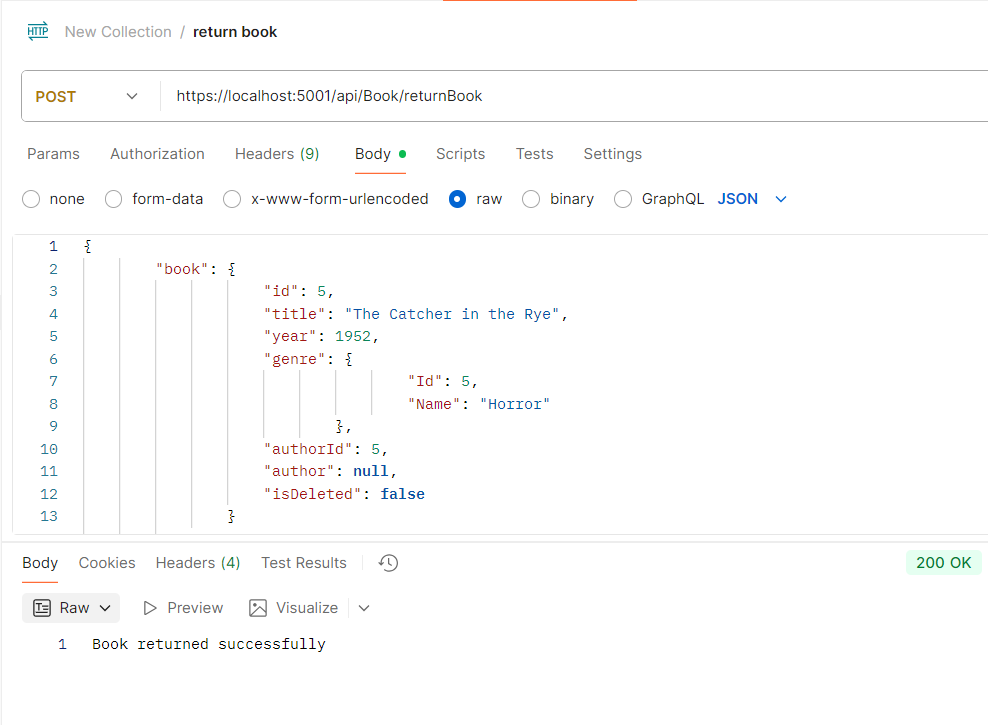 HTTP New Collection / return book
POST https://localhost:5001/api/Book/returnBook
Params Authorization Headers (9) Body Scripts Tests Settings
none form-data x-www-form-urlencoded raw binary GraphQL JSON
1 {
2 "book": {
3 "id": 5,
4 "title": "The Catcher in the Rye",
5 "year": 1952,
6 "genre": {
7 "Id": 5,
8 "Name": "Horror"
9 },
10 "authorId": 5,
11 "author": null,
12 "isDeleted": false
13 }
Body Cookies Headers (4) Test Results 200 OK
Raw Preview Visualize
1 Book returned successfully